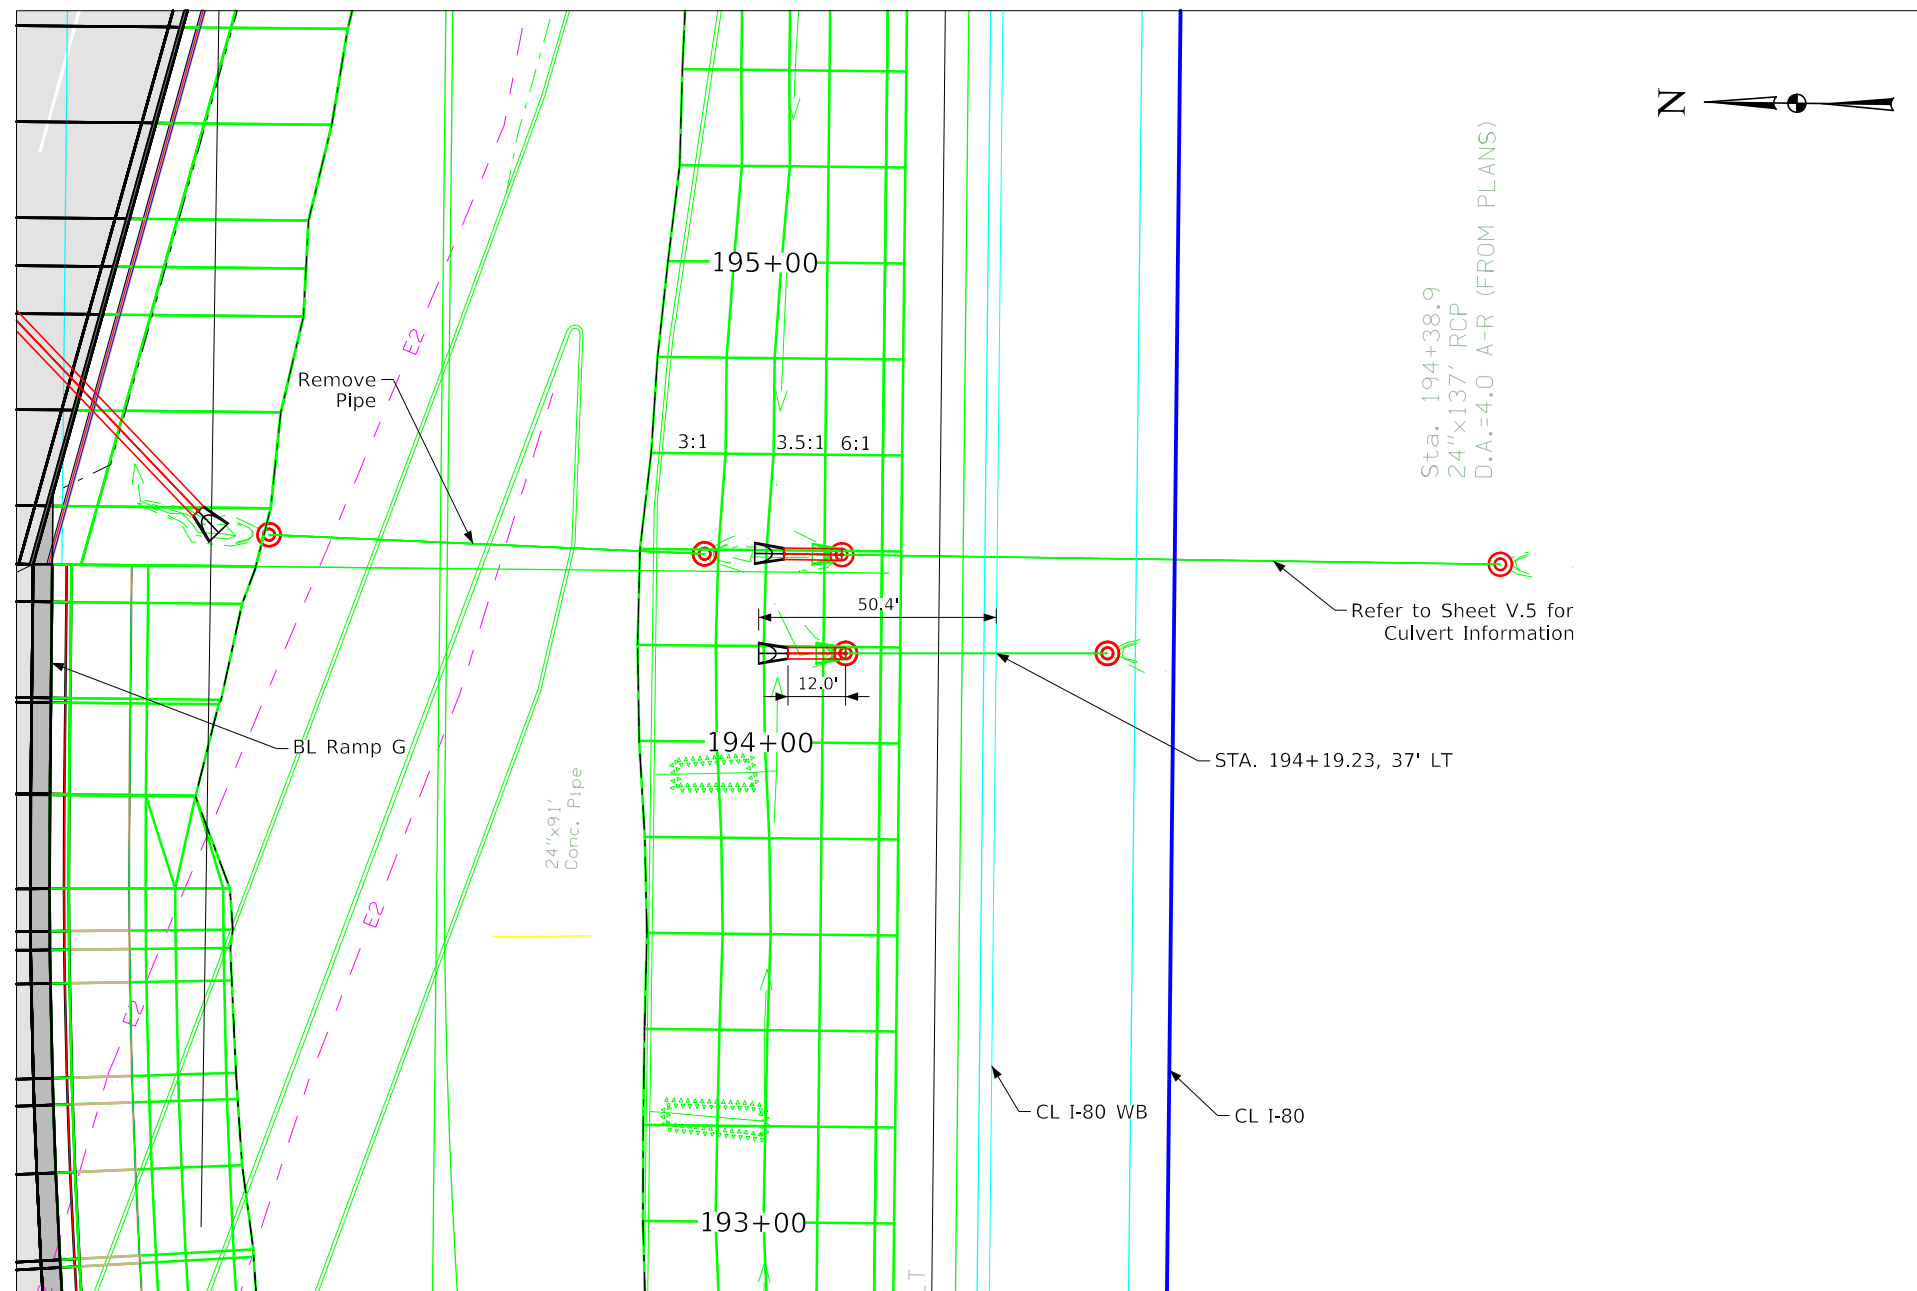 N
Sta. 194+38.9
24"x137' RCP
D.A.=4.0 A-R (FROM PLANS)
195+00
E2
Remove
Pipe
3:1
3.5:1
6:1
50.4'
Refer to Sheet V.5 for
Culvert Information
12.0'
194+00
BL Ramp G
STA. 194+19.23, 37' LT
24"x91'
Conc. Pipe
E2
E2
CL I-80 WB
CL I-80
193+00
LT